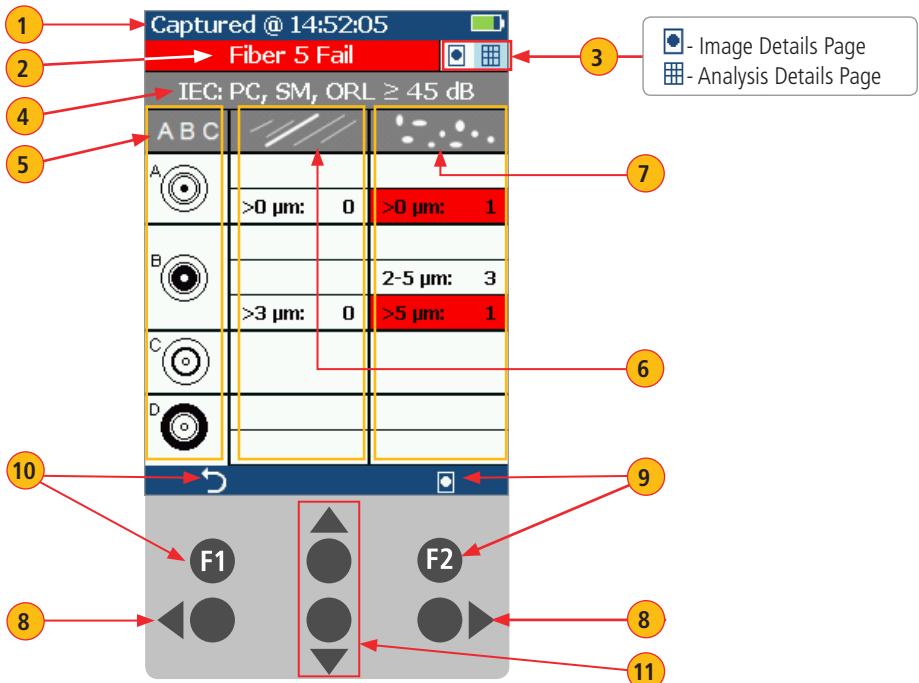 1
Captured @ 14:52:05
2
Fiber 5 Fail
3
- Image Details Page
- Analysis Details Page
4
IEC: PC, SM, ORL ≥ 45 dB
5
A B C
7
A
>0 µm: 0 >0 µm: 1
B
2-5 µm: 3
>3 µm: 0 >5 µm: 1
C
6
D
10
9
F1
F2
8
8
11